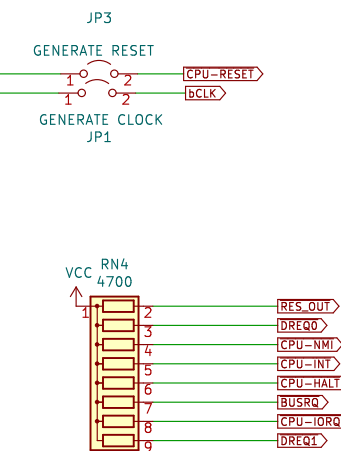 JP3
GENERATE RESET
1 2 CPU-RESET
1 2 bCLK
GENERATE CLOCK
JP1
VCC RN4
4700
1 2 RES_OUT
3 DREQ0
4 CPU-NMI
5 CPU-INT
6 CPU-HALT
7 BUSRQ
8 CPU-IORQ
9 DREQ1